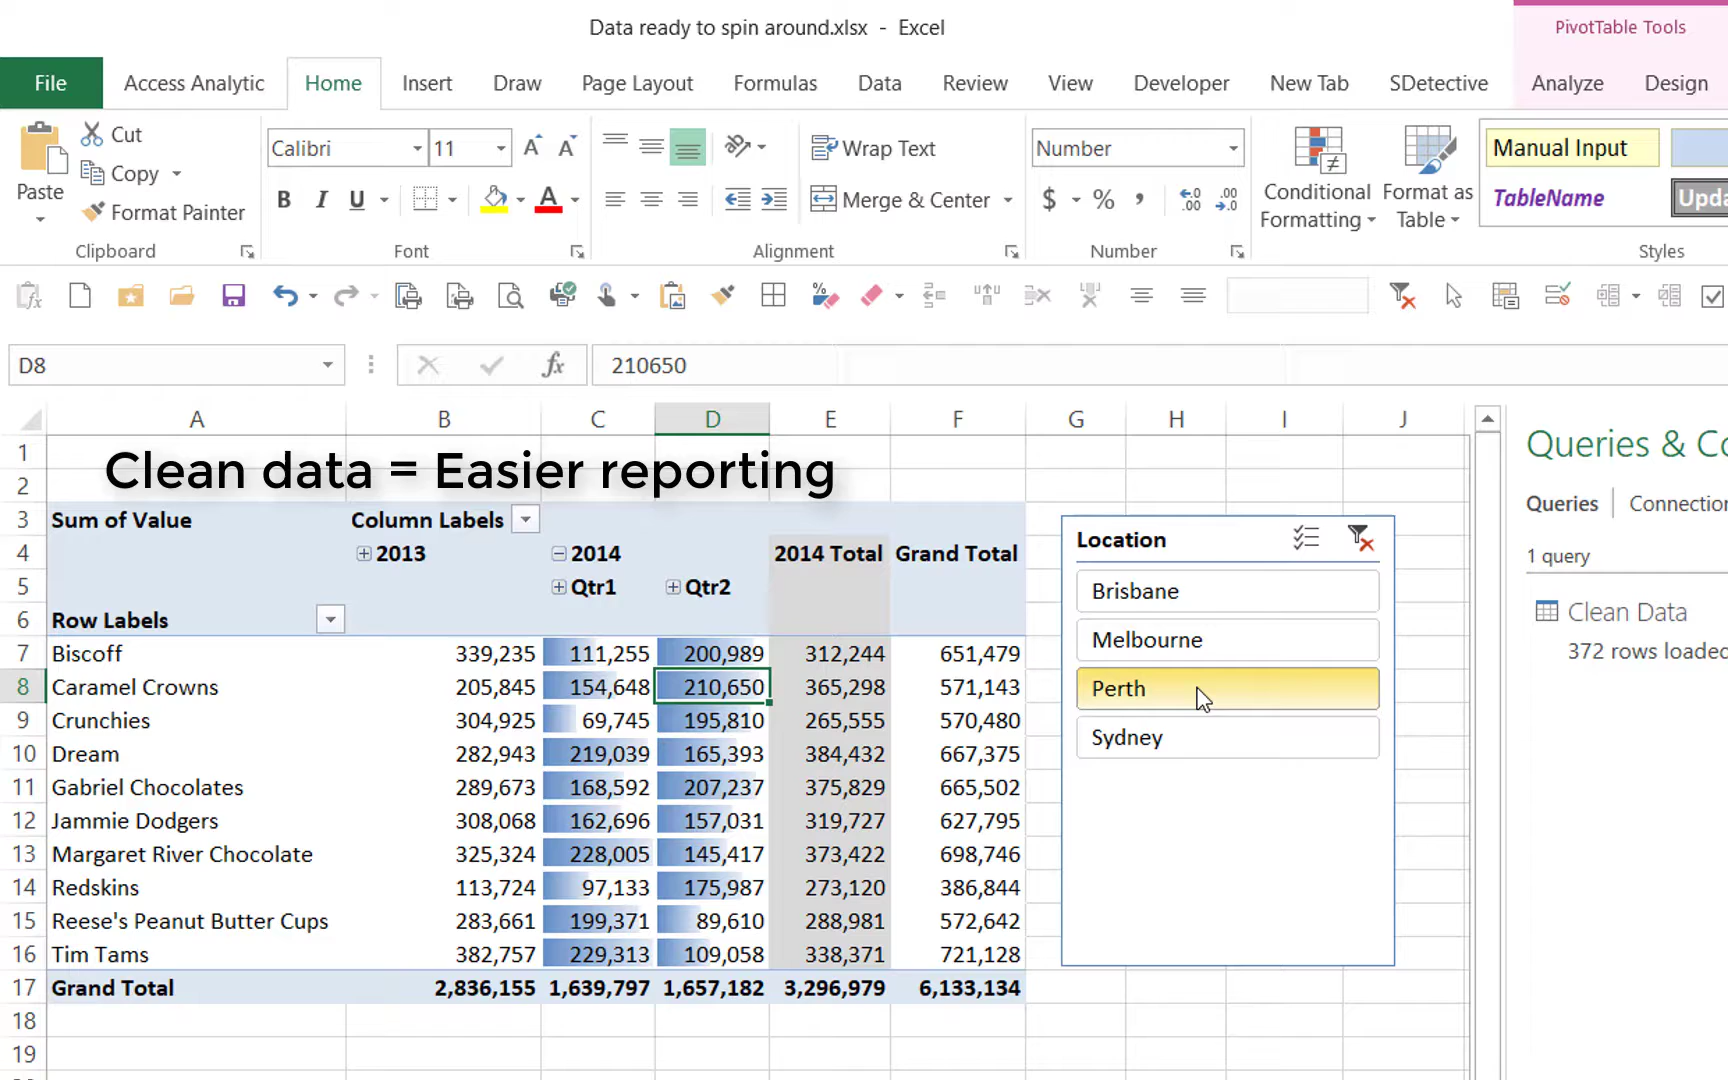 Data ready to spin around.xlsx - Excel
PivotTable Tools
File Access Analytic Home Insert Draw Page Layout Formulas Data Review View Developer New Tab SDetective Analyze Design
Paste
Cut
Copy
Format Painter
Clipboard
Calibri 11
B I U A
Font
Wrap Text
Merge & Center
Alignment
Number
$ %
Number
Conditional Formatting
Format as Table
Manual Input
TableName
Styles
D8 fx 210650
A B C D E F G H I J
1
2
Clean data = Easier reporting
3 Sum of Value Column Labels
4 2013 2014 2014 Total Grand Total
5 Qtr1 Qtr2
6 Row Labels
7 Biscoff 339,235 111,255 200,989 312,244 651,479
8 Caramel Crowns 205,845 154,648 210,650 365,298 571,143
9 Crunchies 304,925 69,745 195,810 265,555 570,480
10 Dream 282,943 219,039 165,393 384,432 667,375
11 Gabriel Chocolates 289,673 168,592 207,237 375,829 665,502
12 Jammie Dodgers 308,068 162,696 157,031 319,727 627,795
13 Margaret River Chocolate 325,324 228,005 145,417 373,422 698,746
14 Redskins 113,724 97,133 175,987 273,120 386,844
15 Reese's Peanut Butter Cups 283,661 199,371 89,610 288,981 572,642
16 Tim Tams 382,757 229,313 109,058 338,371 721,128
17 Grand Total 2,836,155 1,639,797 1,657,182 3,296,979 6,133,134
18
19
Location
Brisbane
Melbourne
Perth
Sydney
Queries & Co
Queries Connection
1 query
Clean Data
372 rows loaded